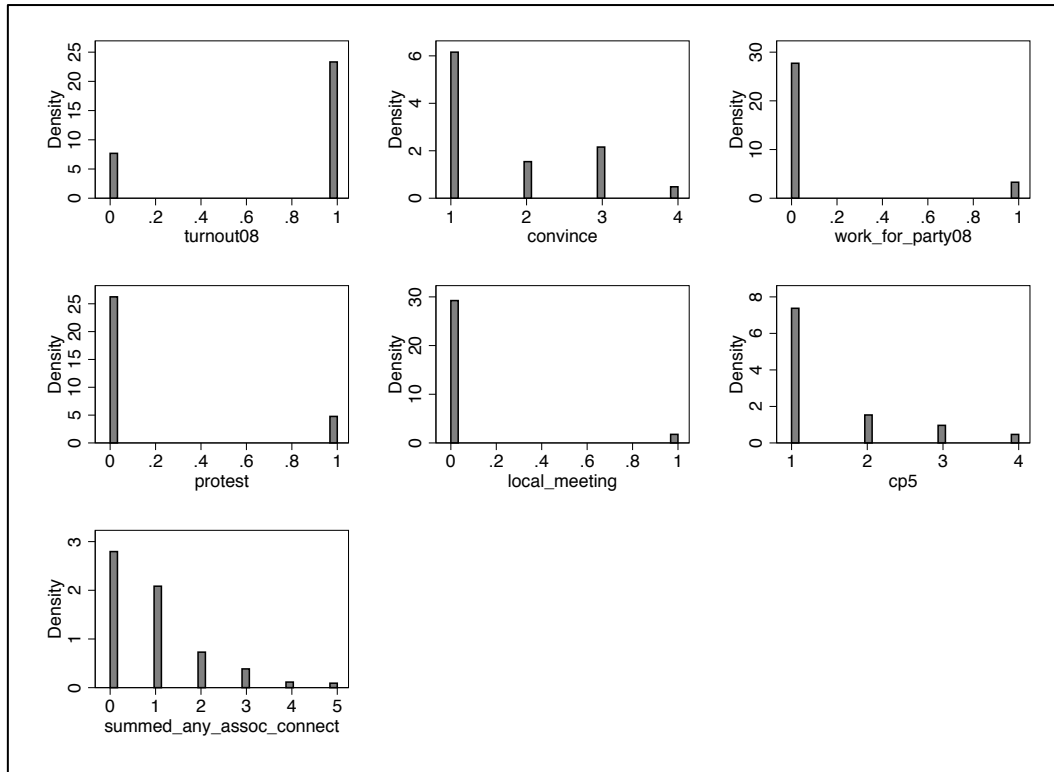 Density
25
20
15
10
5
0
0 .2 .4 .6 .8 1
turnout08
Density
6
4
2
0
1 2 3 4
convince
Density
30
20
10
0
0 .2 .4 .6 .8 1
work_for_party08
Density
25
20
15
10
5
0
0 .2 .4 .6 .8 1
protest
Density
30
20
10
0
0 .2 .4 .6 .8 1
local_meeting
Density
8
6
4
2
0
1 2 3 4
cp5
Density
3
2
1
0
0 1 2 3 4 5
summed_any_assoc_connect